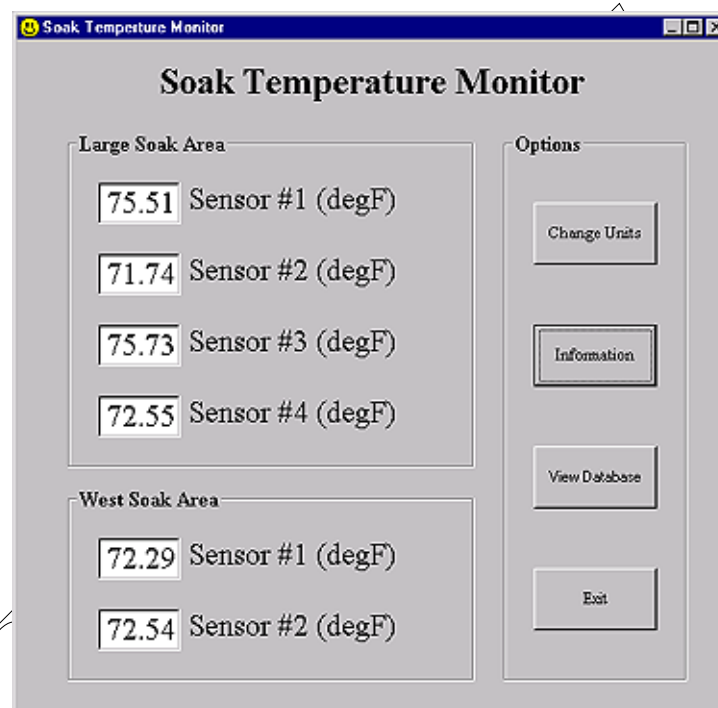 Soak Temperture Monitor
Soak Temperature Monitor
Large Soak Area
75.51 Sensor #1 (degF)
71.74 Sensor #2 (degF)
75.73 Sensor #3 (degF)
72.55 Sensor #4 (degF)
West Soak Area
72.29 Sensor #1 (degF)
72.54 Sensor #2 (degF)
Options
Change Units
Information
View Database
Exit